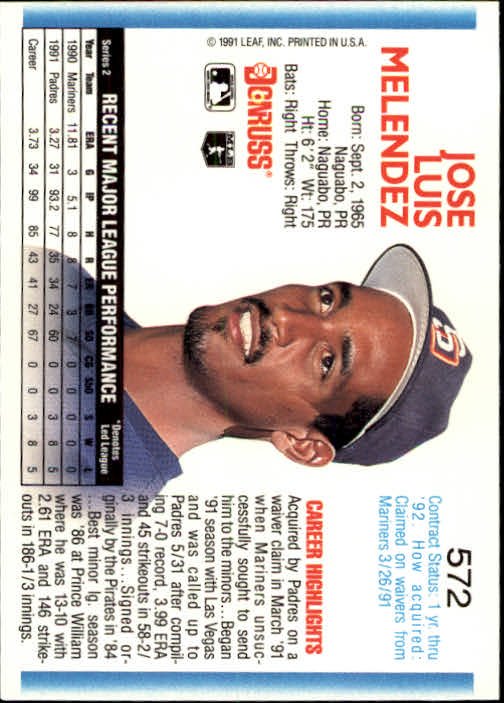 572
JOSE
LUIS
MELENDEZ
Contract Status: 1 yr. thru
'92. How acquired:
Claimed on waivers from
Mariners 3/26/91
Born: Sept. 2, 1965
Naguabo, PR
Home: Naguabo, PR
Ht: 6' 2" Wt: 175
Bats: Right Throws: Right
DONRUSS®
MLB
© 1991 LEAF, INC. PRINTED IN U.S.A.
CAREER HIGHLIGHTS
Acquired by Padres on a
waiver claim in March '91
when Mariners unsuc-
cessfully sought to send
him to the minors...Began
'91 season with Las Vegas
and was called up to
Padres 5/31 after compil-
ing 7-0 record, 3.99 ERA
and 45 strikeouts in 58-2/
3 innings...Signed ori-
ginally by the Pirates in '84
...Best minor lg. season
was '86 at Prince William
where he was 13-10 with
2.61 ERA and 146 strike-
outs in 186-1/3 innings.
Series 2 RECENT MAJOR LEAGUE PERFORMANCE *Denotes Led League
Year Team ERA G IP H R ER BB SO CG ShO S W L
1990 Mariners 11.81 3 5.1 8 8 7 3 7 0 0 0 0 0
1991 Padres 3.27 31 93.2 77 35 34 24 60 0 0 3 8 5
Career 3.73 34 99 85 43 41 27 67 0 0 3 8 5